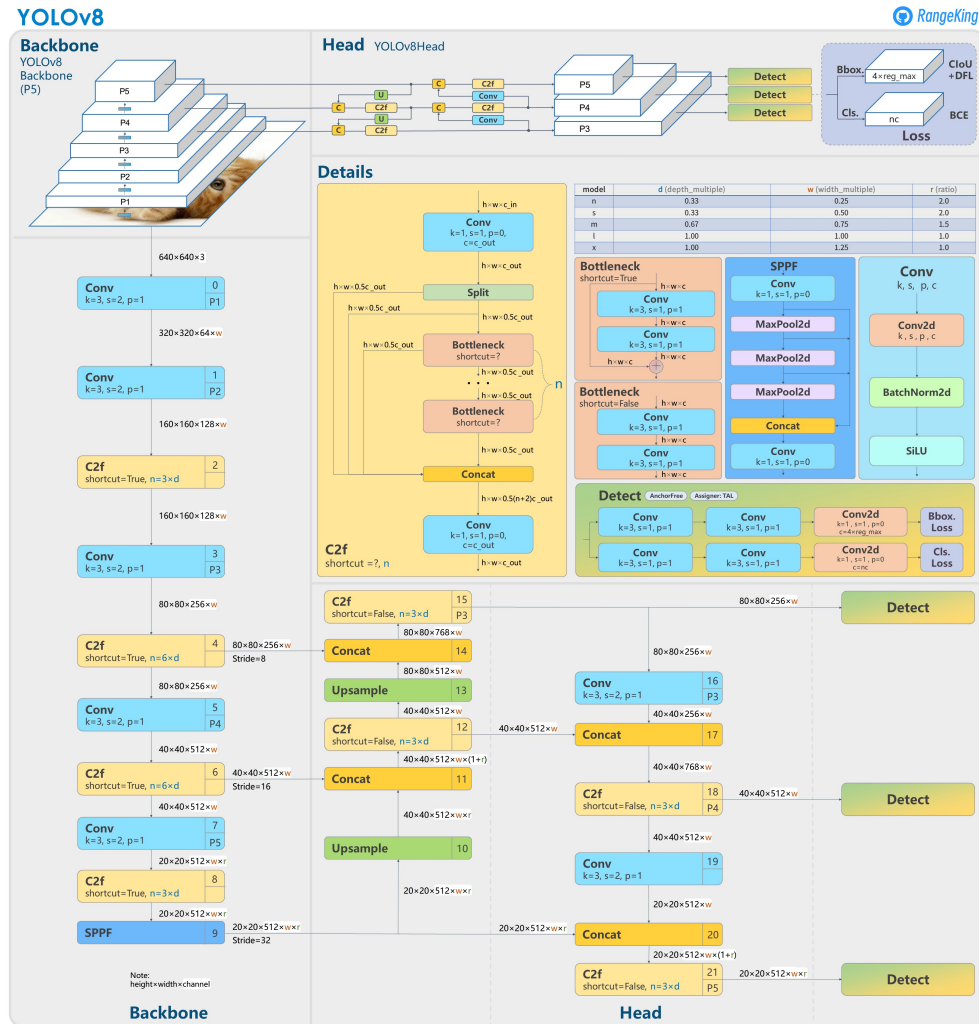 YOLOv8
RangeKing
Backbone
YOLOv8
Backbone
(P5)
P5
P4
P3
P2
P1
Head YOLOv8Head
C
C2f
U
Conv
C
C2f
C
C2f
U
Conv
C
C2f
P5
P4
P3
Detect
Detect
Detect
Bbox.
4×reg_max
CIoU
+DFL
Cls.
nc
BCE
Loss
640×640×3
Conv 0
k=3, s=2, p=1 P1
320×320×64×w
Conv 1
k=3, s=2, p=1 P2
160×160×128×w
C2f 2
shortcut=True, n=3×d
160×160×128×w
Conv 3
k=3, s=2, p=1 P3
80×80×256×w
C2f 4
shortcut=True, n=6×d
80×80×256×w
Stride=8
80×80×256×w
Conv 5
k=3, s=2, p=1 P4
40×40×512×w
C2f 6
shortcut=True, n=6×d
40×40×512×w
Stride=16
40×40×512×w
Conv 7
k=3, s=2, p=1 P5
20×20×512×w×r
C2f 8
shortcut=True, n=3×d
20×20×512×w×r
SPPF 9
20×20×512×w×r
Stride=32
Note:
height×width×channel
Backbone
Details
h×w×c_in
Conv
k=1, s=1, p=0,
c=c_out
h×w×c_out
Split
h×w×0.5c_out
h×w×0.5c_out
h×w×0.5c_out
h×w×0.5c_out
Bottleneck
shortcut=?
h×w×0.5c_out
• • •
h×w×0.5c_out
Bottleneck
shortcut=?
n
h×w×0.5c_out
Concat
h×w×0.5(n+2)c_out
Conv
k=1, s=1, p=0,
c=c_out
h×w×c_out
C2f
shortcut =?, n
model d (depth_multiple) w (width_multiple) r (ratio)
n 0.33 0.25 2.0
s 0.33 0.50 2.0
m 0.67 0.75 1.5
l 1.00 1.00 1.0
x 1.00 1.25 1.0
Bottleneck
shortcut=True
h×w×c
Conv
k=3, s=1, p=1
h×w×c
Conv
k=3, s=1, p=1
h×w×c
h×w×c
+
Bottleneck
shortcut=False
h×w×c
Conv
k=3, s=1, p=1
h×w×c
Conv
k=3, s=1, p=1
h×w×c
SPPF
Conv
k=1, s=1, p=0
MaxPool2d
MaxPool2d
MaxPool2d
Concat
Conv
k=1, s=1, p=0
Conv
k, s, p, c
Conv2d
k, s, p, c
BatchNorm2d
SiLU
Detect AnchorFree Assigner: TAL
Conv
k=3, s=1, p=1
Conv
k=3, s=1, p=1
Conv2d
k=1, s=1, p=0
c=4×reg_max
Bbox.
Loss
Conv
k=3, s=1, p=1
Conv
k=3, s=1, p=1
Conv2d
k=1, s=1, p=0
c=nc
Cls.
Loss
C2f 15
shortcut=False, n=3×d P3
80×80×768×w
Concat 14
80×80×512×w
Upsample 13
40×40×512×w
C2f 12
shortcut=False, n=3×d
40×40×512×w
40×40×512×w×(1+r)
Concat 11
40×40×512×w×r
Upsample 10
20×20×512×w×r
20×20×512×w×r
80×80×256×w
Detect
80×80×256×w
Conv 16
k=3, s=2, p=1 P3
40×40×256×w
Concat 17
40×40×768×w
C2f 18
shortcut=False, n=3×d P4
40×40×512×w
Detect
40×40×512×w
Conv 19
k=3, s=2, p=1
20×20×512×w
Concat 20
20×20×512×w×(1+r)
C2f 21
shortcut=False, n=3×d P5
20×20×512×w×r
Detect
Head